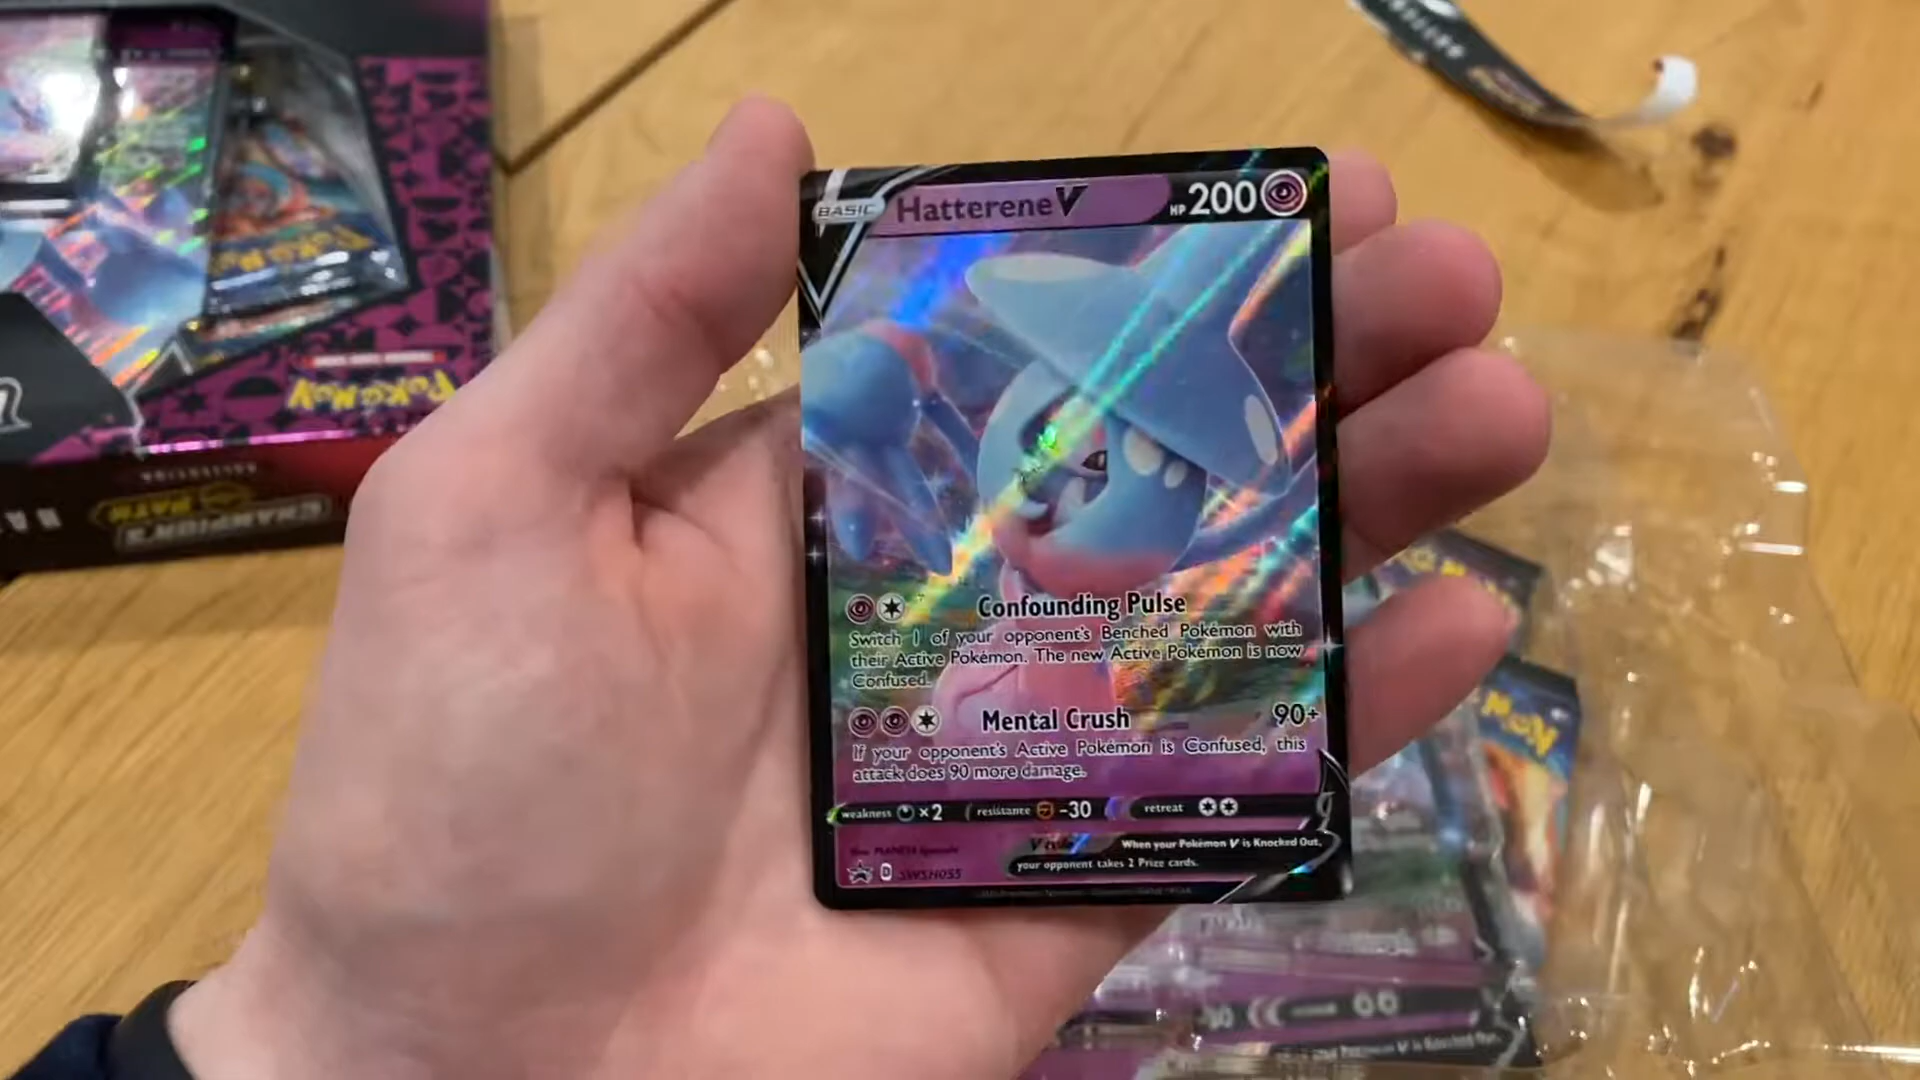 BASIC
Hatterene V
HP 200
Confounding Pulse
Switch 1 of your opponent's Benched Pokémon with
their Active Pokémon. The new Active Pokémon is now
Confused.
Mental Crush 90+
If your opponent's Active Pokémon is Confused, this
attack does 90 more damage.
weakness ×2 resistance -30 retreat
V rule When your Pokémon V is Knocked Out,
your opponent takes 2 Prize cards.
D SWSH055
POKÉMON
CHAMPION'S
PATH
COLLECTION